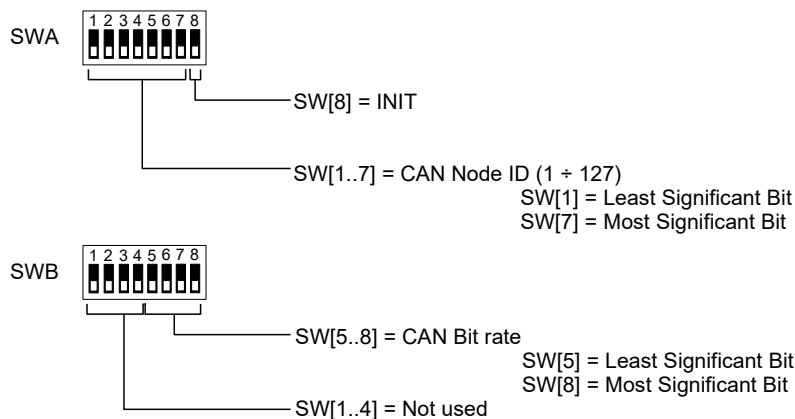 1 2 3 4 5 6 7 8
SWA
SW[8] = INIT
SW[1..7] = CAN Node ID (1 ÷ 127)
SW[1] = Least Significant Bit
SW[7] = Most Significant Bit
1 2 3 4 5 6 7 8
SWB
SW[5..8] = CAN Bit rate
SW[5] = Least Significant Bit
SW[8] = Most Significant Bit
SW[1..4] = Not used